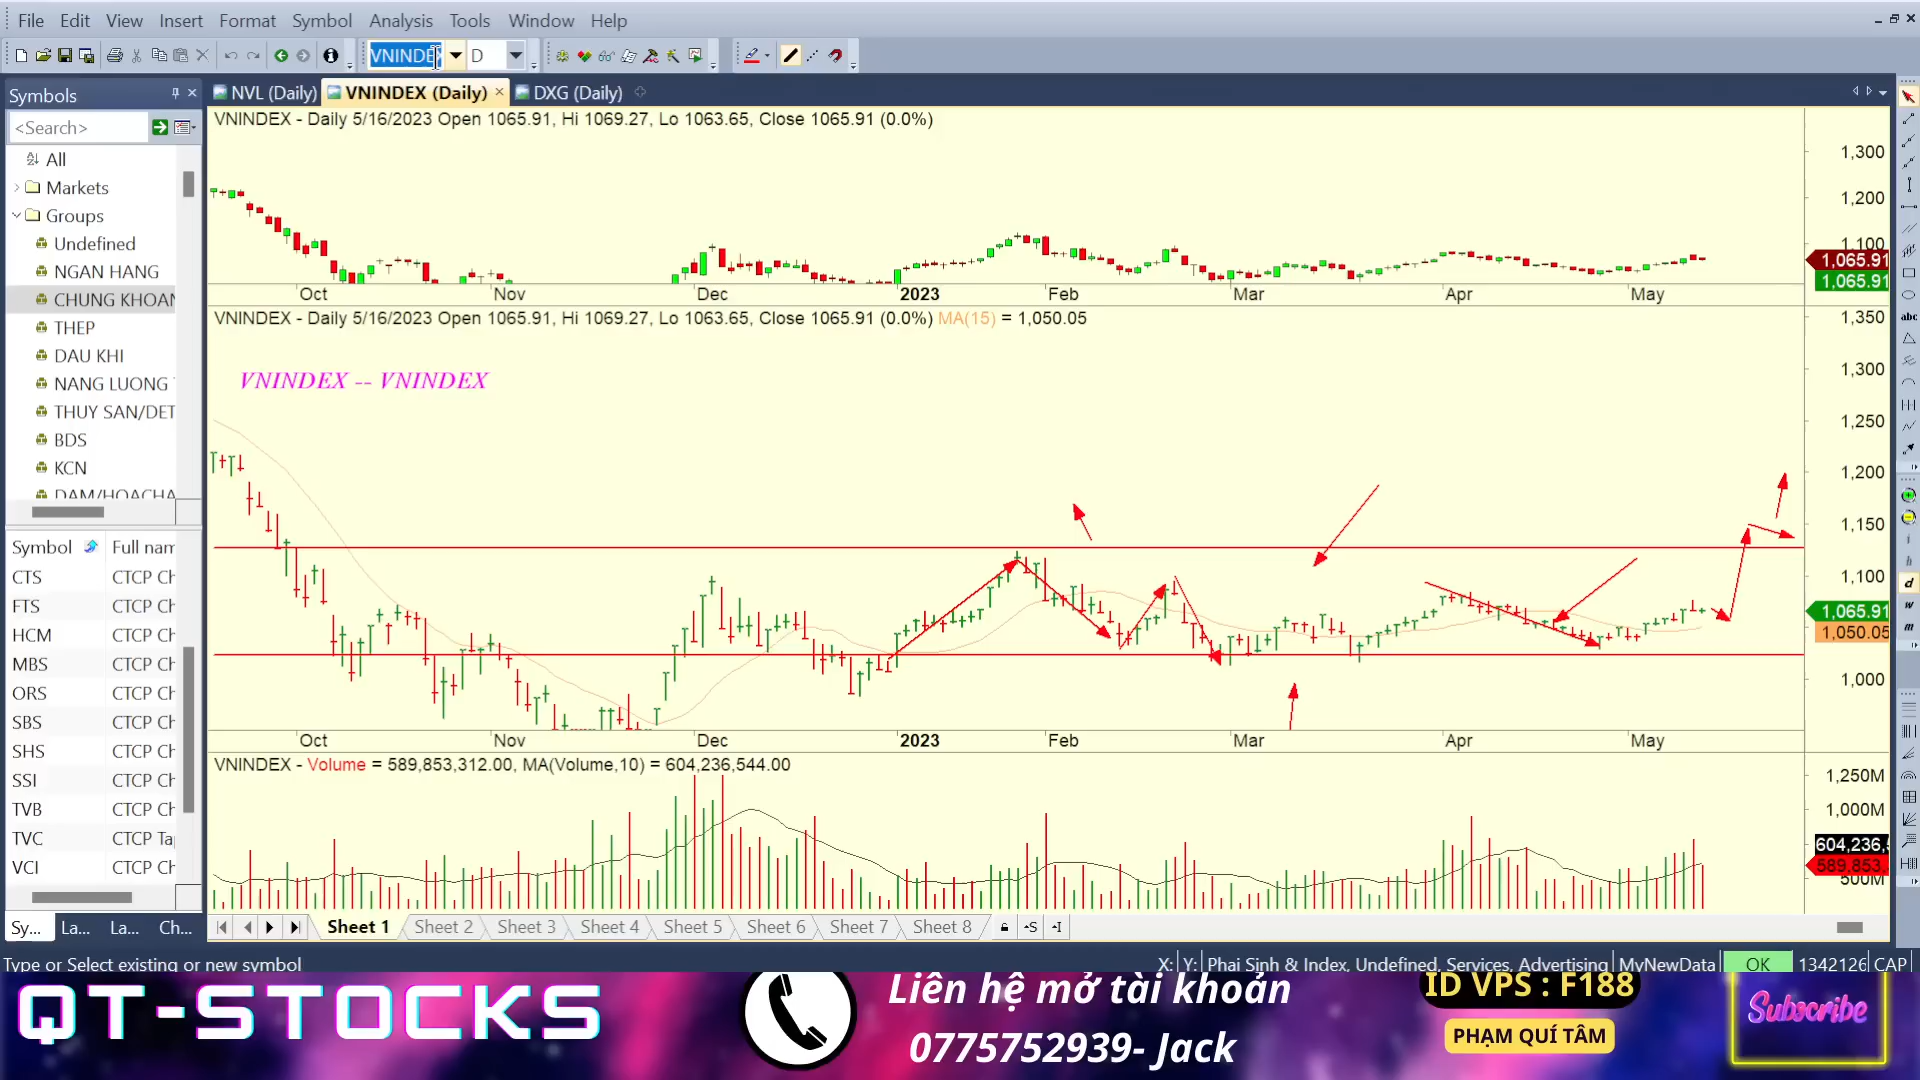 File Edit View Insert Format Symbol Analysis Tools Window Help
VNINDEX D
Symbols
NVL (Daily) VNINDEX (Daily) DXG (Daily)
<Search>
All
Markets
Groups
Undefined
NGAN HANG
CHUNG KHOAN
THEP
DAU KHI
NANG LUONG
THUY SAN/DET
BDS
KCN
DAM/HOACHA
Symbol Full nam
CTS CTCP Ch
FTS CTCP Ch
HCM CTCP Ch
MBS CTCP Ch
ORS CTCP Ch
SBS CTCP Ch
SHS CTCP Ch
SSI CTCP Ch
TVB CTCP Ch
TVC CTCP Ta
VCI CTCP Ch
Sy... La... La... Ch...
VNINDEX - Daily 5/16/2023 Open 1065.91, Hi 1069.27, Lo 1063.65, Close 1065.91 (0.0%)
1,300
1,200
1,100
1,065.91
1,065.91
Oct Nov Dec 2023 Feb Mar Apr May
VNINDEX - Daily 5/16/2023 Open 1065.91, Hi 1069.27, Lo 1063.65, Close 1065.91 (0.0%) MA(15) = 1,050.05
VNINDEX -- VNINDEX
1,350
1,300
1,250
1,200
1,150
1,100
1,065.91
1,050.05
1,000
Oct Nov Dec 2023 Feb Mar Apr May
VNINDEX - Volume = 589,853,312.00, MA(Volume,10) = 604,236,544.00
1,250M
1,000M
604,236,
589,853,
500M
abc
d
w
m
Sheet 1 Sheet 2 Sheet 3 Sheet 4 Sheet 5 Sheet 6 Sheet 7 Sheet 8
Type or Select existing or new symbol X: Y: Phai Sinh & Index, Undefined, Services, Advertising MyNewData OK 1342126 CAP
QT-STOCKS
Liên hệ mở tài khoản
0775752939- Jack
ID VPS : F188
PHẠM QUÍ TÂM
Subscribe